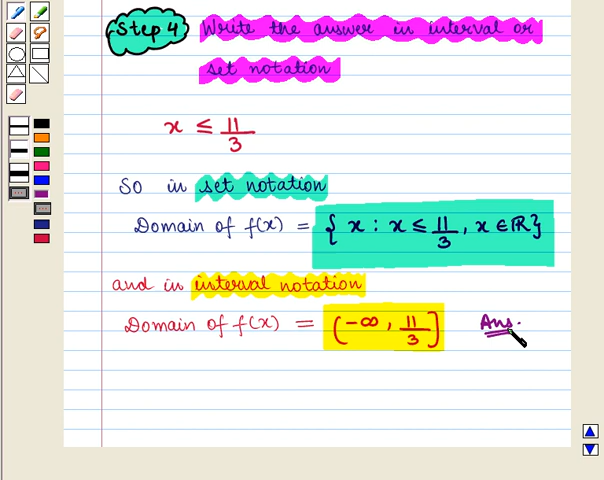 Step 4 Write the answer in interval or
set notation
x ≤ 11/3
So in set notation
Domain of f(x) = { x : x ≤ 11/3 , x ∈ ℝ}
and in interval notation
Domain of f(x) = (-∞ , 11/3] Ans.